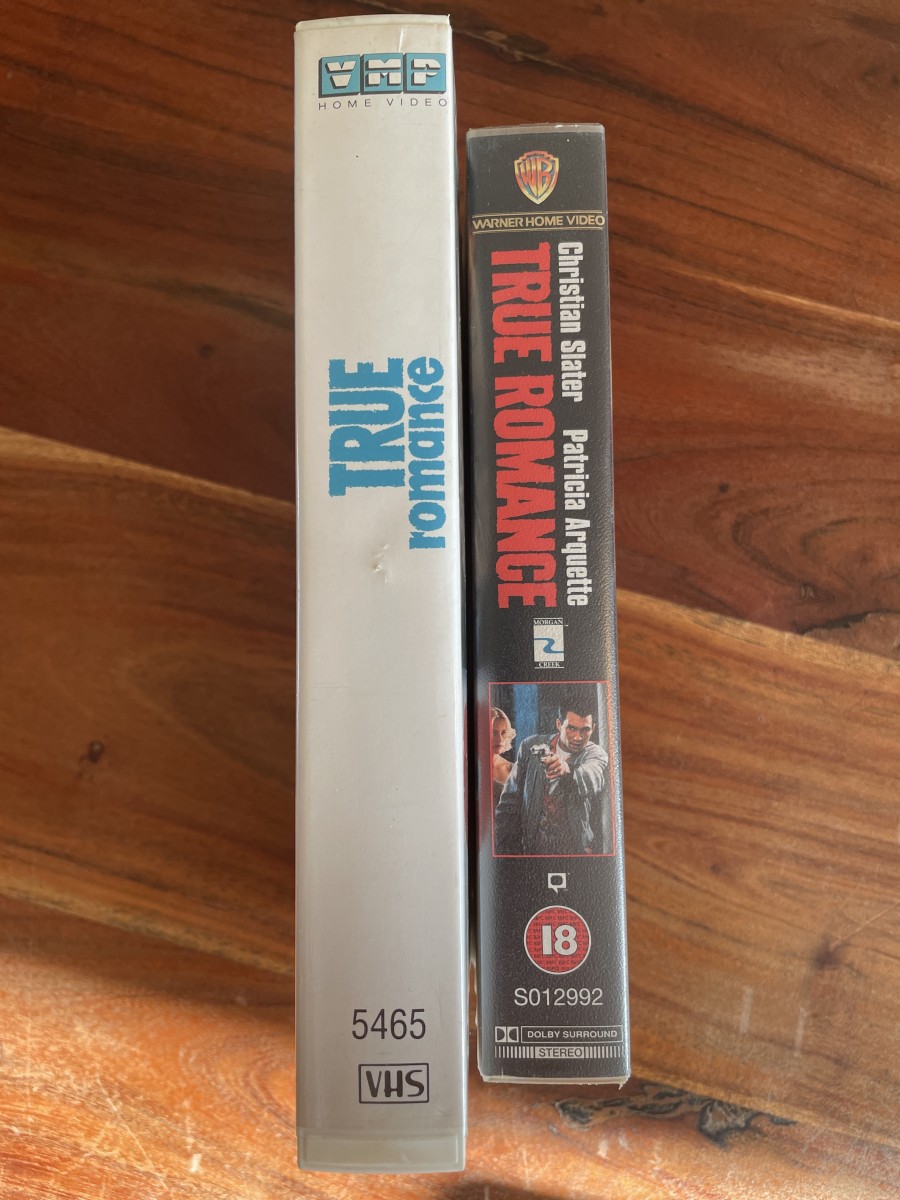 VMP
HOME VIDEO
TRUE
romance
5465
VHS
WB
WARNER HOME VIDEO
Christian Slater Patricia Arquette
TRUE ROMANCE
MORGAN
CREEK
18
S012992
DOLBY SURROUND
STEREO